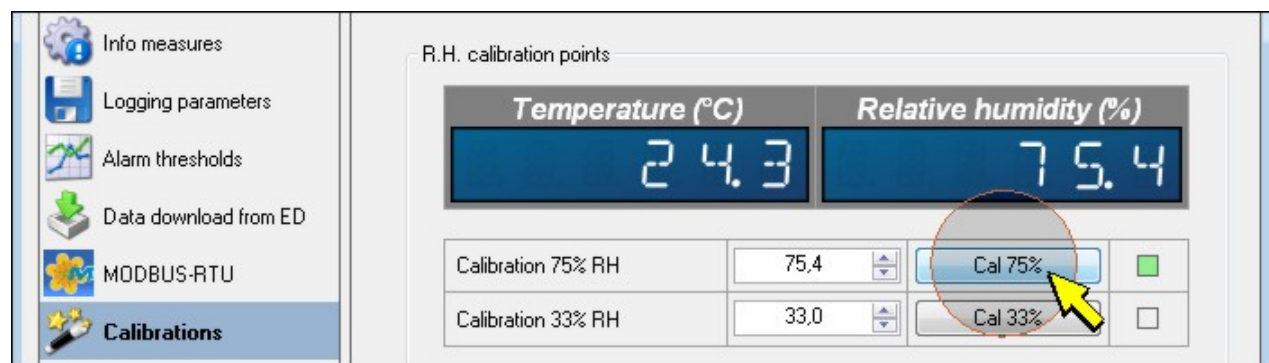 Info measures
Logging parameters
Alarm thresholds
Data download from ED
MODBUS-RTU
Calibrations
R.H. calibration points
Temperature (°C) Relative humidity (%)
24.3 75.4
Calibration 75% RH 75,4 Cal 75%
Calibration 33% RH 33,0 Cal 33%